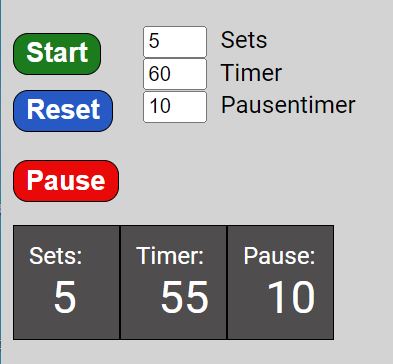 Start
Reset
Pause
5 Sets
60 Timer
10 Pausentimer
Sets: Timer: Pause:
5 55 10